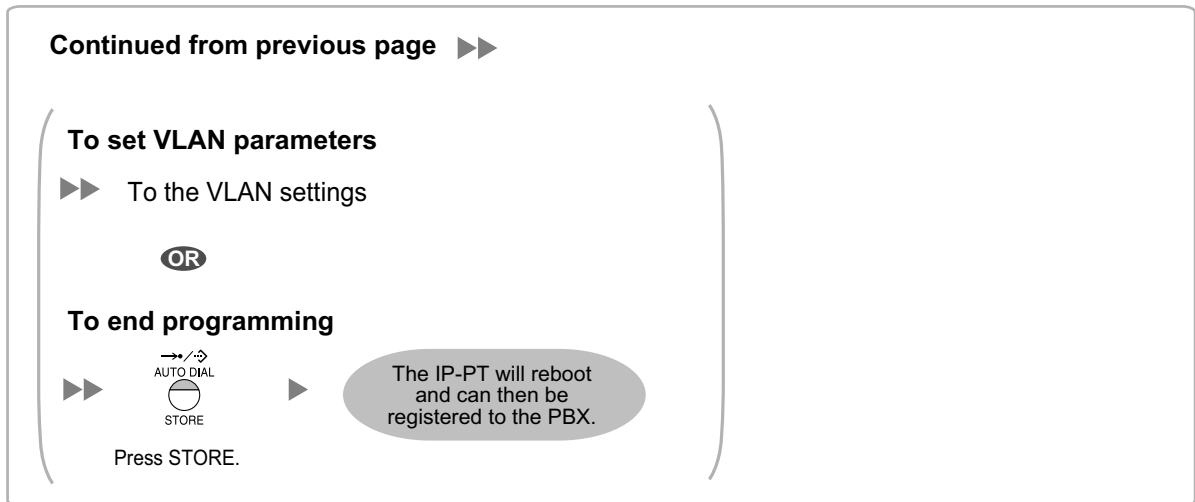 Continued from previous page
To set VLAN parameters
To the VLAN settings
OR
To end programming
AUTO DIAL
STORE
The IP-PT will reboot
and can then be
registered to the PBX.
Press STORE.